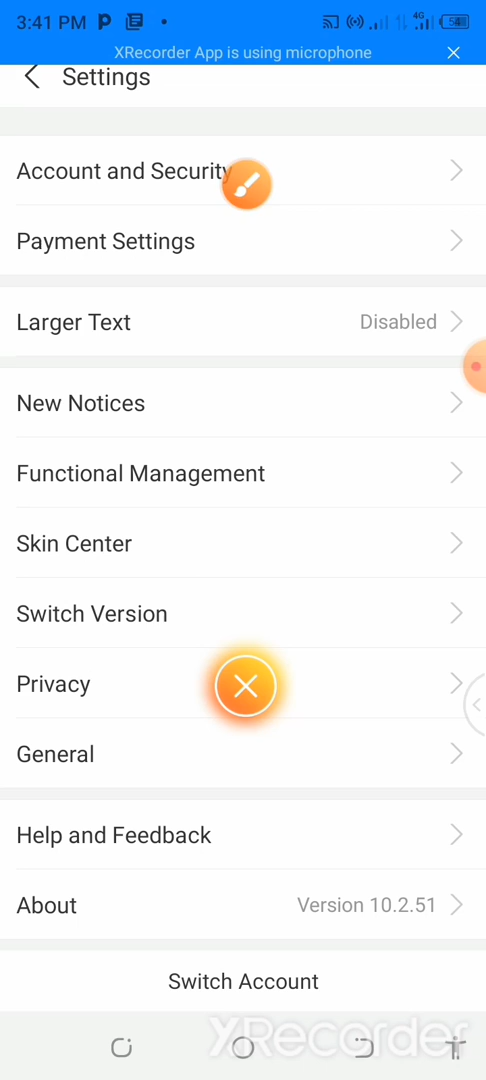 3:41 PM
4G
XRecorder App is using microphone
Settings
Account and Security
Payment Settings
Larger Text Disabled
New Notices
Functional Management
Skin Center
Switch Version
Privacy
General
Help and Feedback
About Version 10.2.51
Switch Account
XRecorder